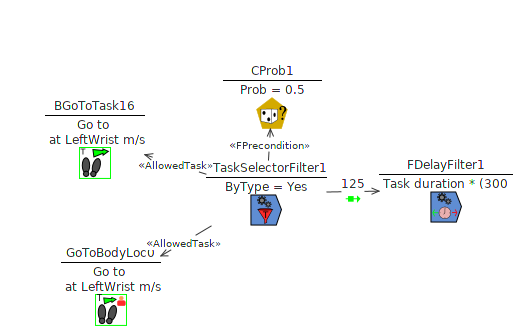 CProb1
Prob = 0.5
BGoToTask16
Go to
at LeftWrist m/s
T
?
«FPrecondition»
«AllowedTask»
TaskSelectorFilter1
ByType = Yes
125
FDelayFilter1
Task duration * (300
«AllowedTask»
GoToBodyLoc0
Go to
at LeftWrist m/s
T